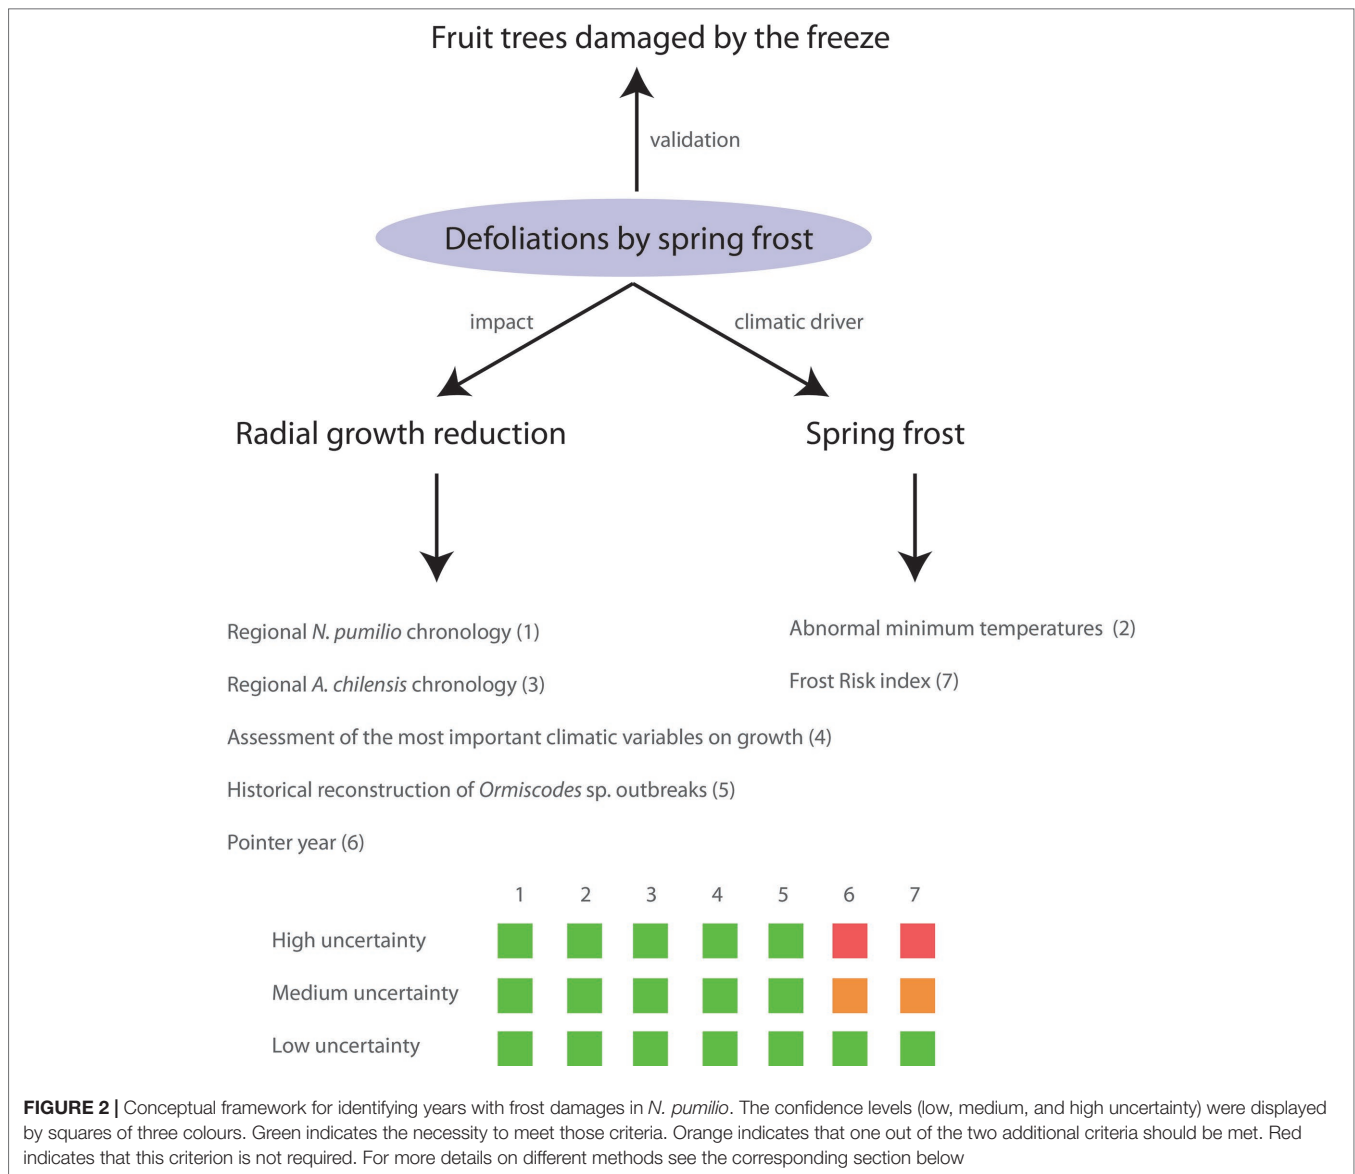 Fruit trees damaged by the freeze
validation
Defoliations by spring frost
impact
climatic driver
Radial growth reduction
Spring frost
Regional N. pumilio chronology (1)
Regional A. chilensis chronology (3)
Assessment of the most important climatic variables on growth (4)
Historical reconstruction of Ormiscodes sp. outbreaks (5)
Pointer year (6)
Abnormal minimum temperatures (2)
Frost Risk index (7)
1 2 3 4 5 6 7
High uncertainty
Medium uncertainty
Low uncertainty
FIGURE 2 | Conceptual framework for identifying years with frost damages in N. pumilio. The confidence levels (low, medium, and high uncertainty) were displayed
by squares of three colours. Green indicates the necessity to meet those criteria. Orange indicates that one out of the two additional criteria should be met. Red
indicates that this criterion is not required. For more details on different methods see the corresponding section below